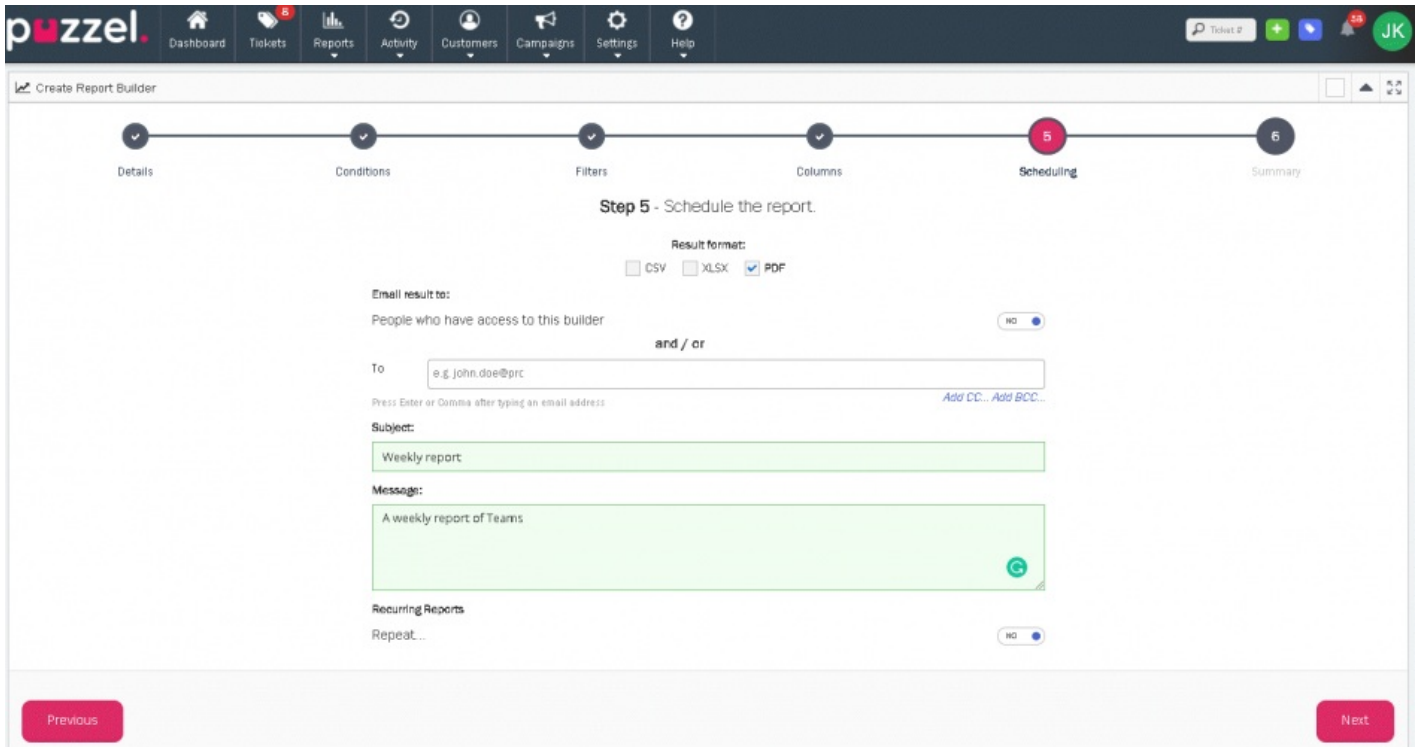 puzzel.
Dashboard
Tickets
8
Reports
Activity
Customers
Campaigns
Settings
Help
Ticket #
JK
Create Report Builder
5
6
Details
Conditions
Filters
Columns
Scheduling
Summary
Step 5 - Schedule the report.
Result format:
CSV XLSX PDF
Email result to:
People who have access to this builder
NO
and / or
To
e.g. john.doe@prc
Press Enter or Comma after typing an email address
Add CC... Add BCC...
Subject:
Weekly report
Message:
A weekly report of Teams
Recurring Reports
Repeat...
NO
Previous
Next